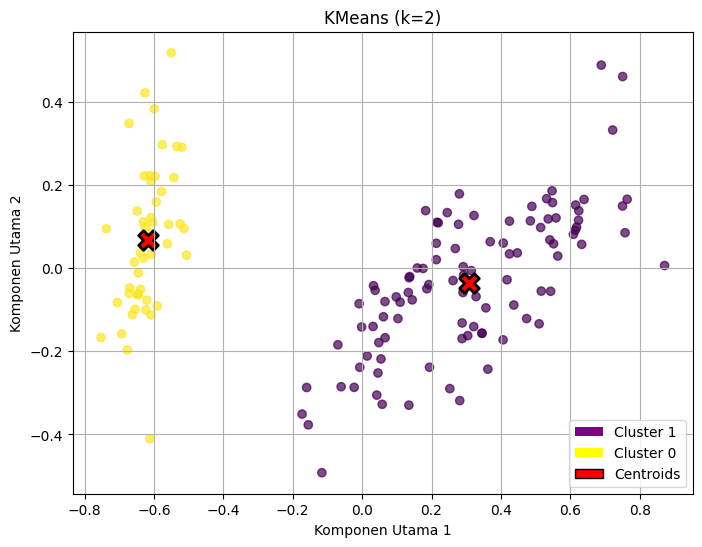 KMeans (k=2)
Komponen Utama 2
0.4
0.2
0.0
−0.2
−0.4
Cluster 1
Cluster 0
Centroids
−0.8
−0.6
−0.4
−0.2
0.0
0.2
0.4
0.6
0.8
Komponen Utama 1